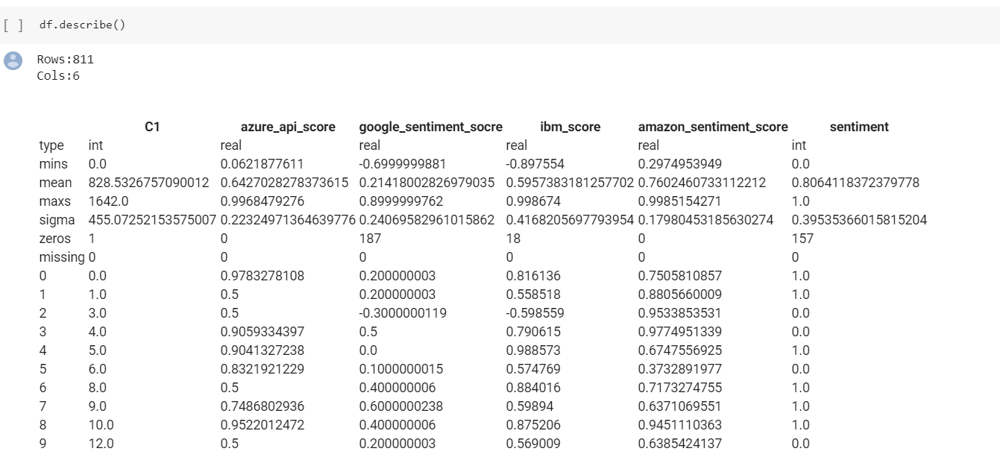 [ ] df.describe()
Rows:811
Cols:6
C1 azure_api_score google_sentiment_socre ibm_score amazon_sentiment_score sentiment
type int real real real real int
mins 0.0 0.0621877611 -0.6999999881 -0.897554 0.2974953949 0.0
mean 828.5326757090012 0.6427028278373615 0.21418002826979035 0.5957383181257702 0.7602460733112212 0.8064118372379778
maxs 1642.0 0.9968479276 0.8999999762 0.998674 0.9985154271 1.0
sigma 455.07252153575007 0.22324971364639776 0.24069582961015862 0.4168205697793954 0.17980453185630274 0.39535366015815204
zeros 1 0 187 18 0 157
missing 0 0 0 0 0 0
0 0.0 0.9783278108 0.200000003 0.816136 0.7505810857 1.0
1 1.0 0.5 0.200000003 0.558518 0.8805660009 1.0
2 3.0 0.5 -0.3000000119 -0.598559 0.9533853531 0.0
3 4.0 0.9059334397 0.5 0.790615 0.9774951339 0.0
4 5.0 0.9041327238 0.0 0.988573 0.6747556925 1.0
5 6.0 0.8321921229 0.1000000015 0.574769 0.3732891977 0.0
6 8.0 0.5 0.400000006 0.884016 0.7173274755 1.0
7 9.0 0.7486802936 0.6000000238 0.59894 0.6371069551 1.0
8 10.0 0.9522012472 0.400000006 0.875206 0.9451110363 1.0
9 12.0 0.5 0.200000003 0.569009 0.6385424137 0.0